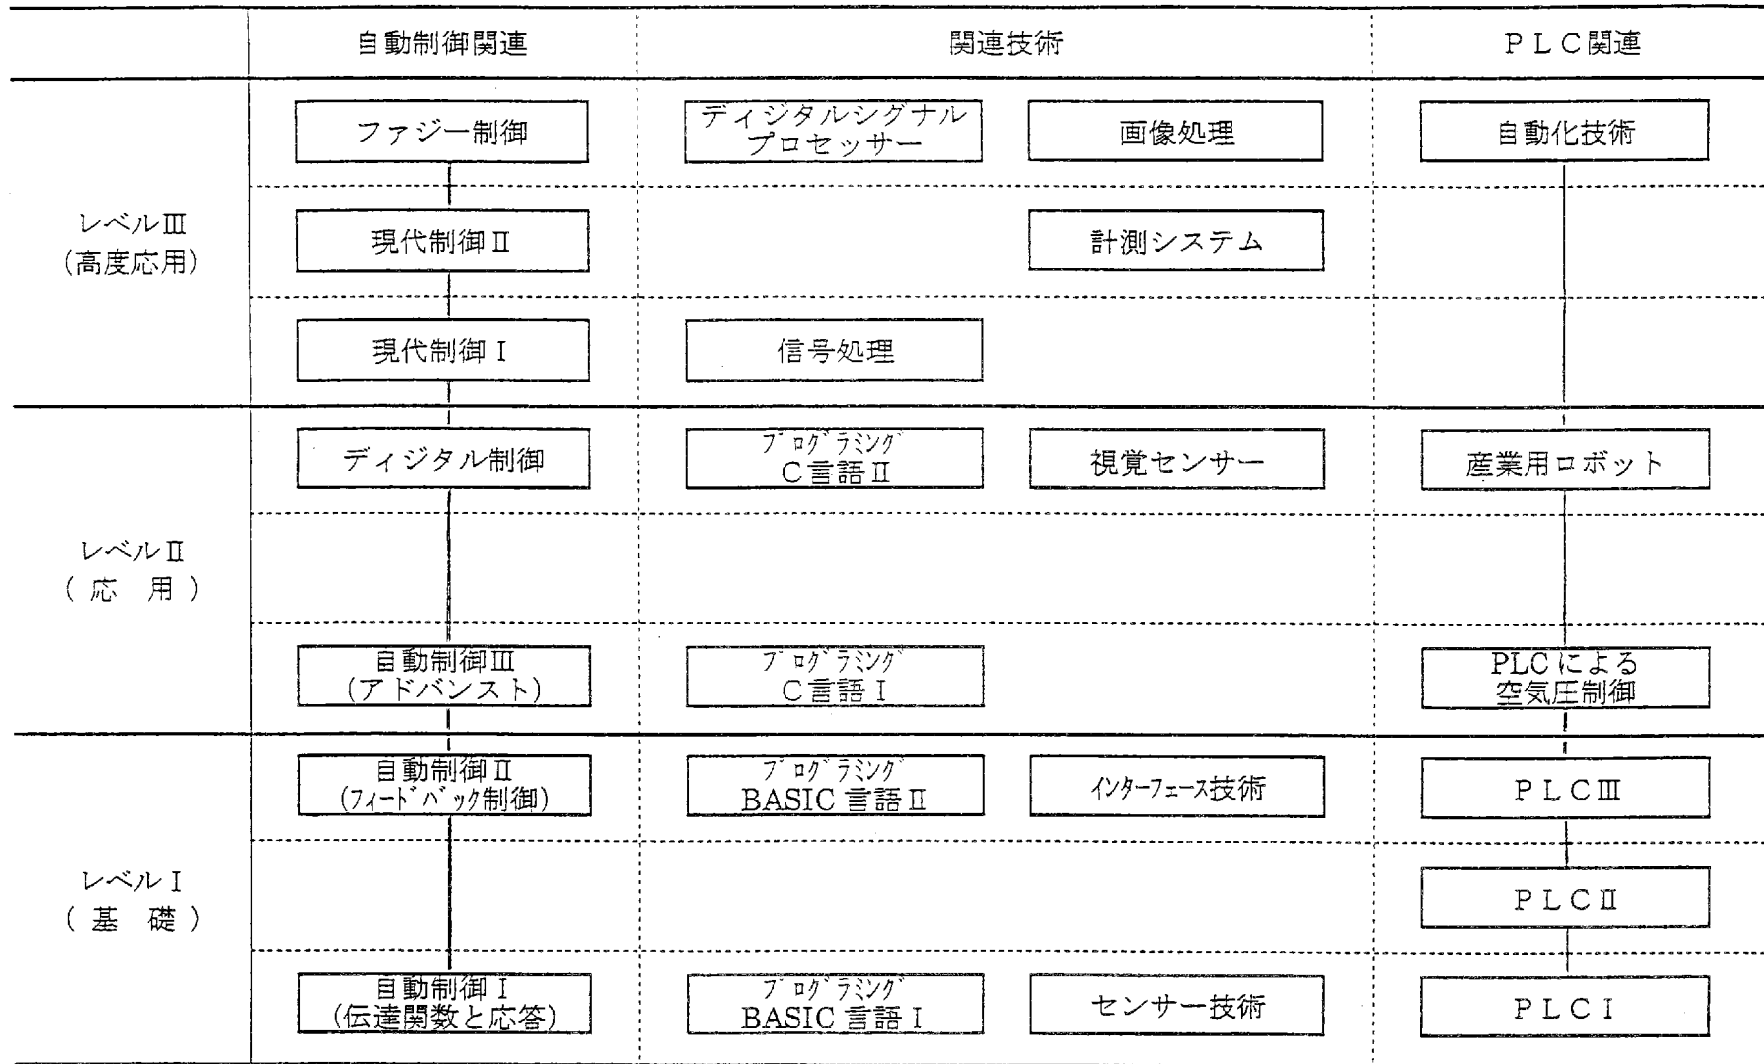 自動制御関連
関連技術
ＰＬＣ関連
ファジー制御
ディジタルシグナル
プロセッサー
画像処理
自動化技術
レベルⅢ
(高度応用)
現代制御Ⅱ
計測システム
現代制御Ⅰ
信号処理
ディジタル制御
プログラミング
C言語Ⅱ
視覚センサー
産業用ロボット
レベルⅡ
(応　用)
自動制御Ⅲ
(アドバンスト)
プログラミング
C言語Ⅰ
PLCによる
空気圧制御
自動制御Ⅱ
(フィードバック制御)
プログラミング
BASIC言語Ⅱ
インターフェース技術
ＰＬＣⅢ
レベルⅠ
(基　礎)
ＰＬＣⅡ
自動制御Ⅰ
(伝達関数と応答)
プログラミング
BASIC言語Ⅰ
センサー技術
ＰＬＣⅠ